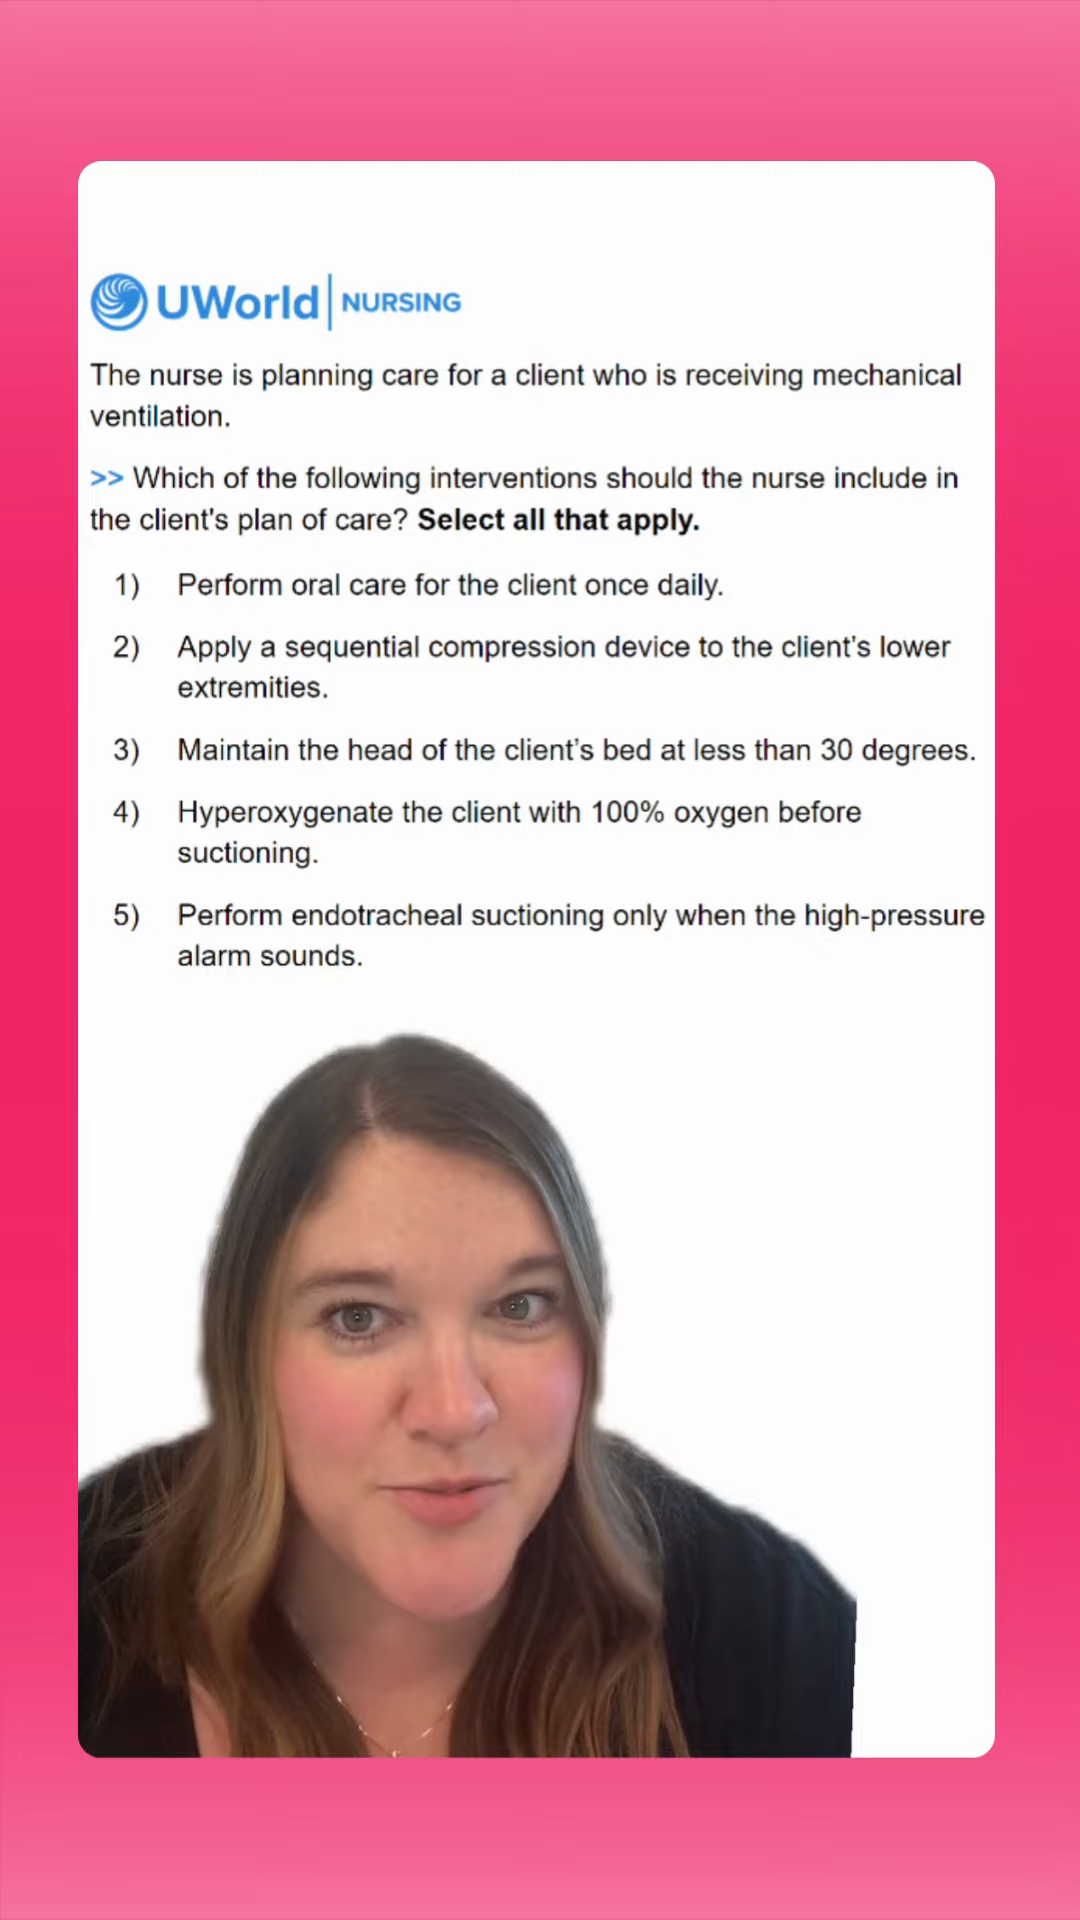 UWorld NURSING
The nurse is planning care for a client who is receiving mechanical
ventilation.
>> Which of the following interventions should the nurse include in
the client's plan of care? Select all that apply.
1) Perform oral care for the client once daily.
2) Apply a sequential compression device to the client's lower
extremities.
3) Maintain the head of the client's bed at less than 30 degrees.
4) Hyperoxygenate the client with 100% oxygen before
suctioning.
5) Perform endotracheal suctioning only when the high-pressure
alarm sounds.